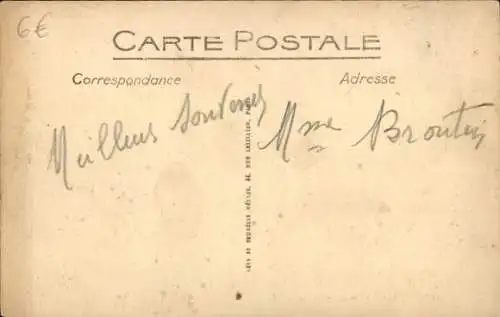 6€
CARTE POSTALE
Correspondance
Adresse
Meilleurs Souvenirs
Mme